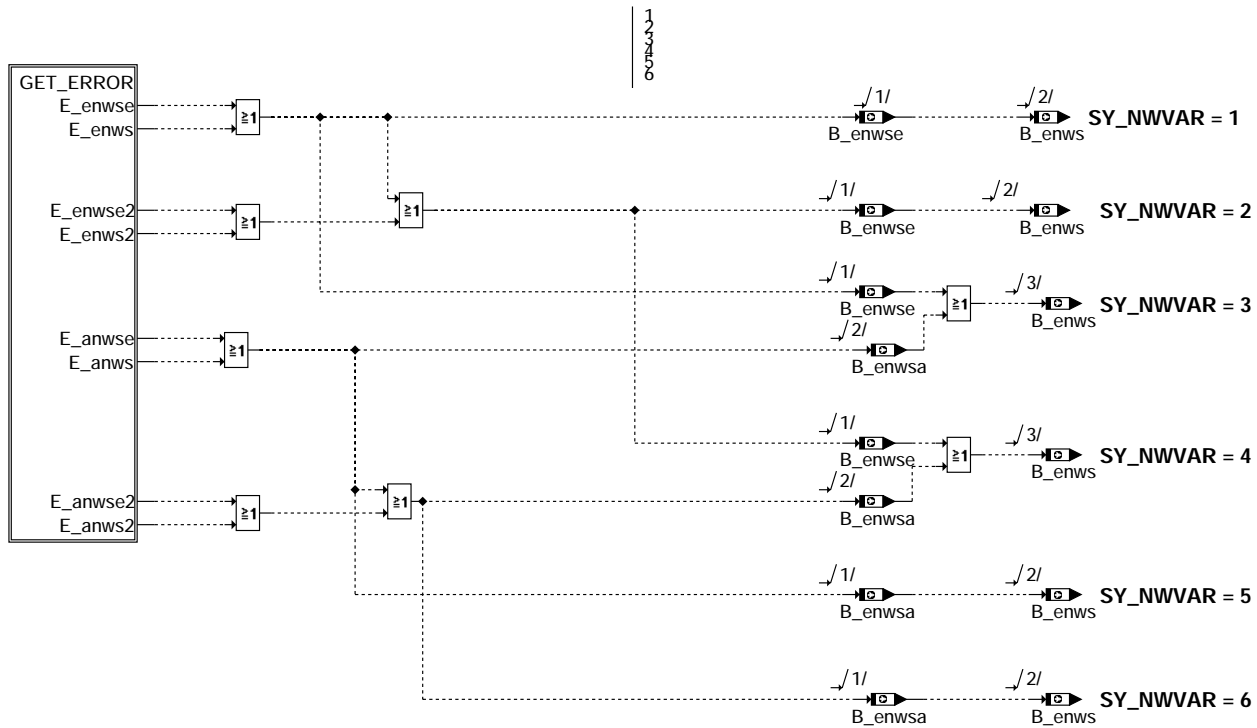 1
2
3
4
5
6
GET_ERROR
E_enwse
E_enws
≧1
1/
B_enwse
2/
B_enws
SY_NWVAR = 1
E_enwse2
E_enws2
≧1
≧1
1/
B_enwse
2/
B_enws
SY_NWVAR = 2
1/
B_enwse
≧1
3/
B_enws
SY_NWVAR = 3
E_anwse
E_anws
≧1
2/
B_enwsa
1/
B_enwse
≧1
3/
B_enws
SY_NWVAR = 4
E_anwse2
E_anws2
≧1
≧1
2/
B_enwsa
1/
B_enwsa
2/
B_enws
SY_NWVAR = 5
1/
B_enwsa
2/
B_enws
SY_NWVAR = 6